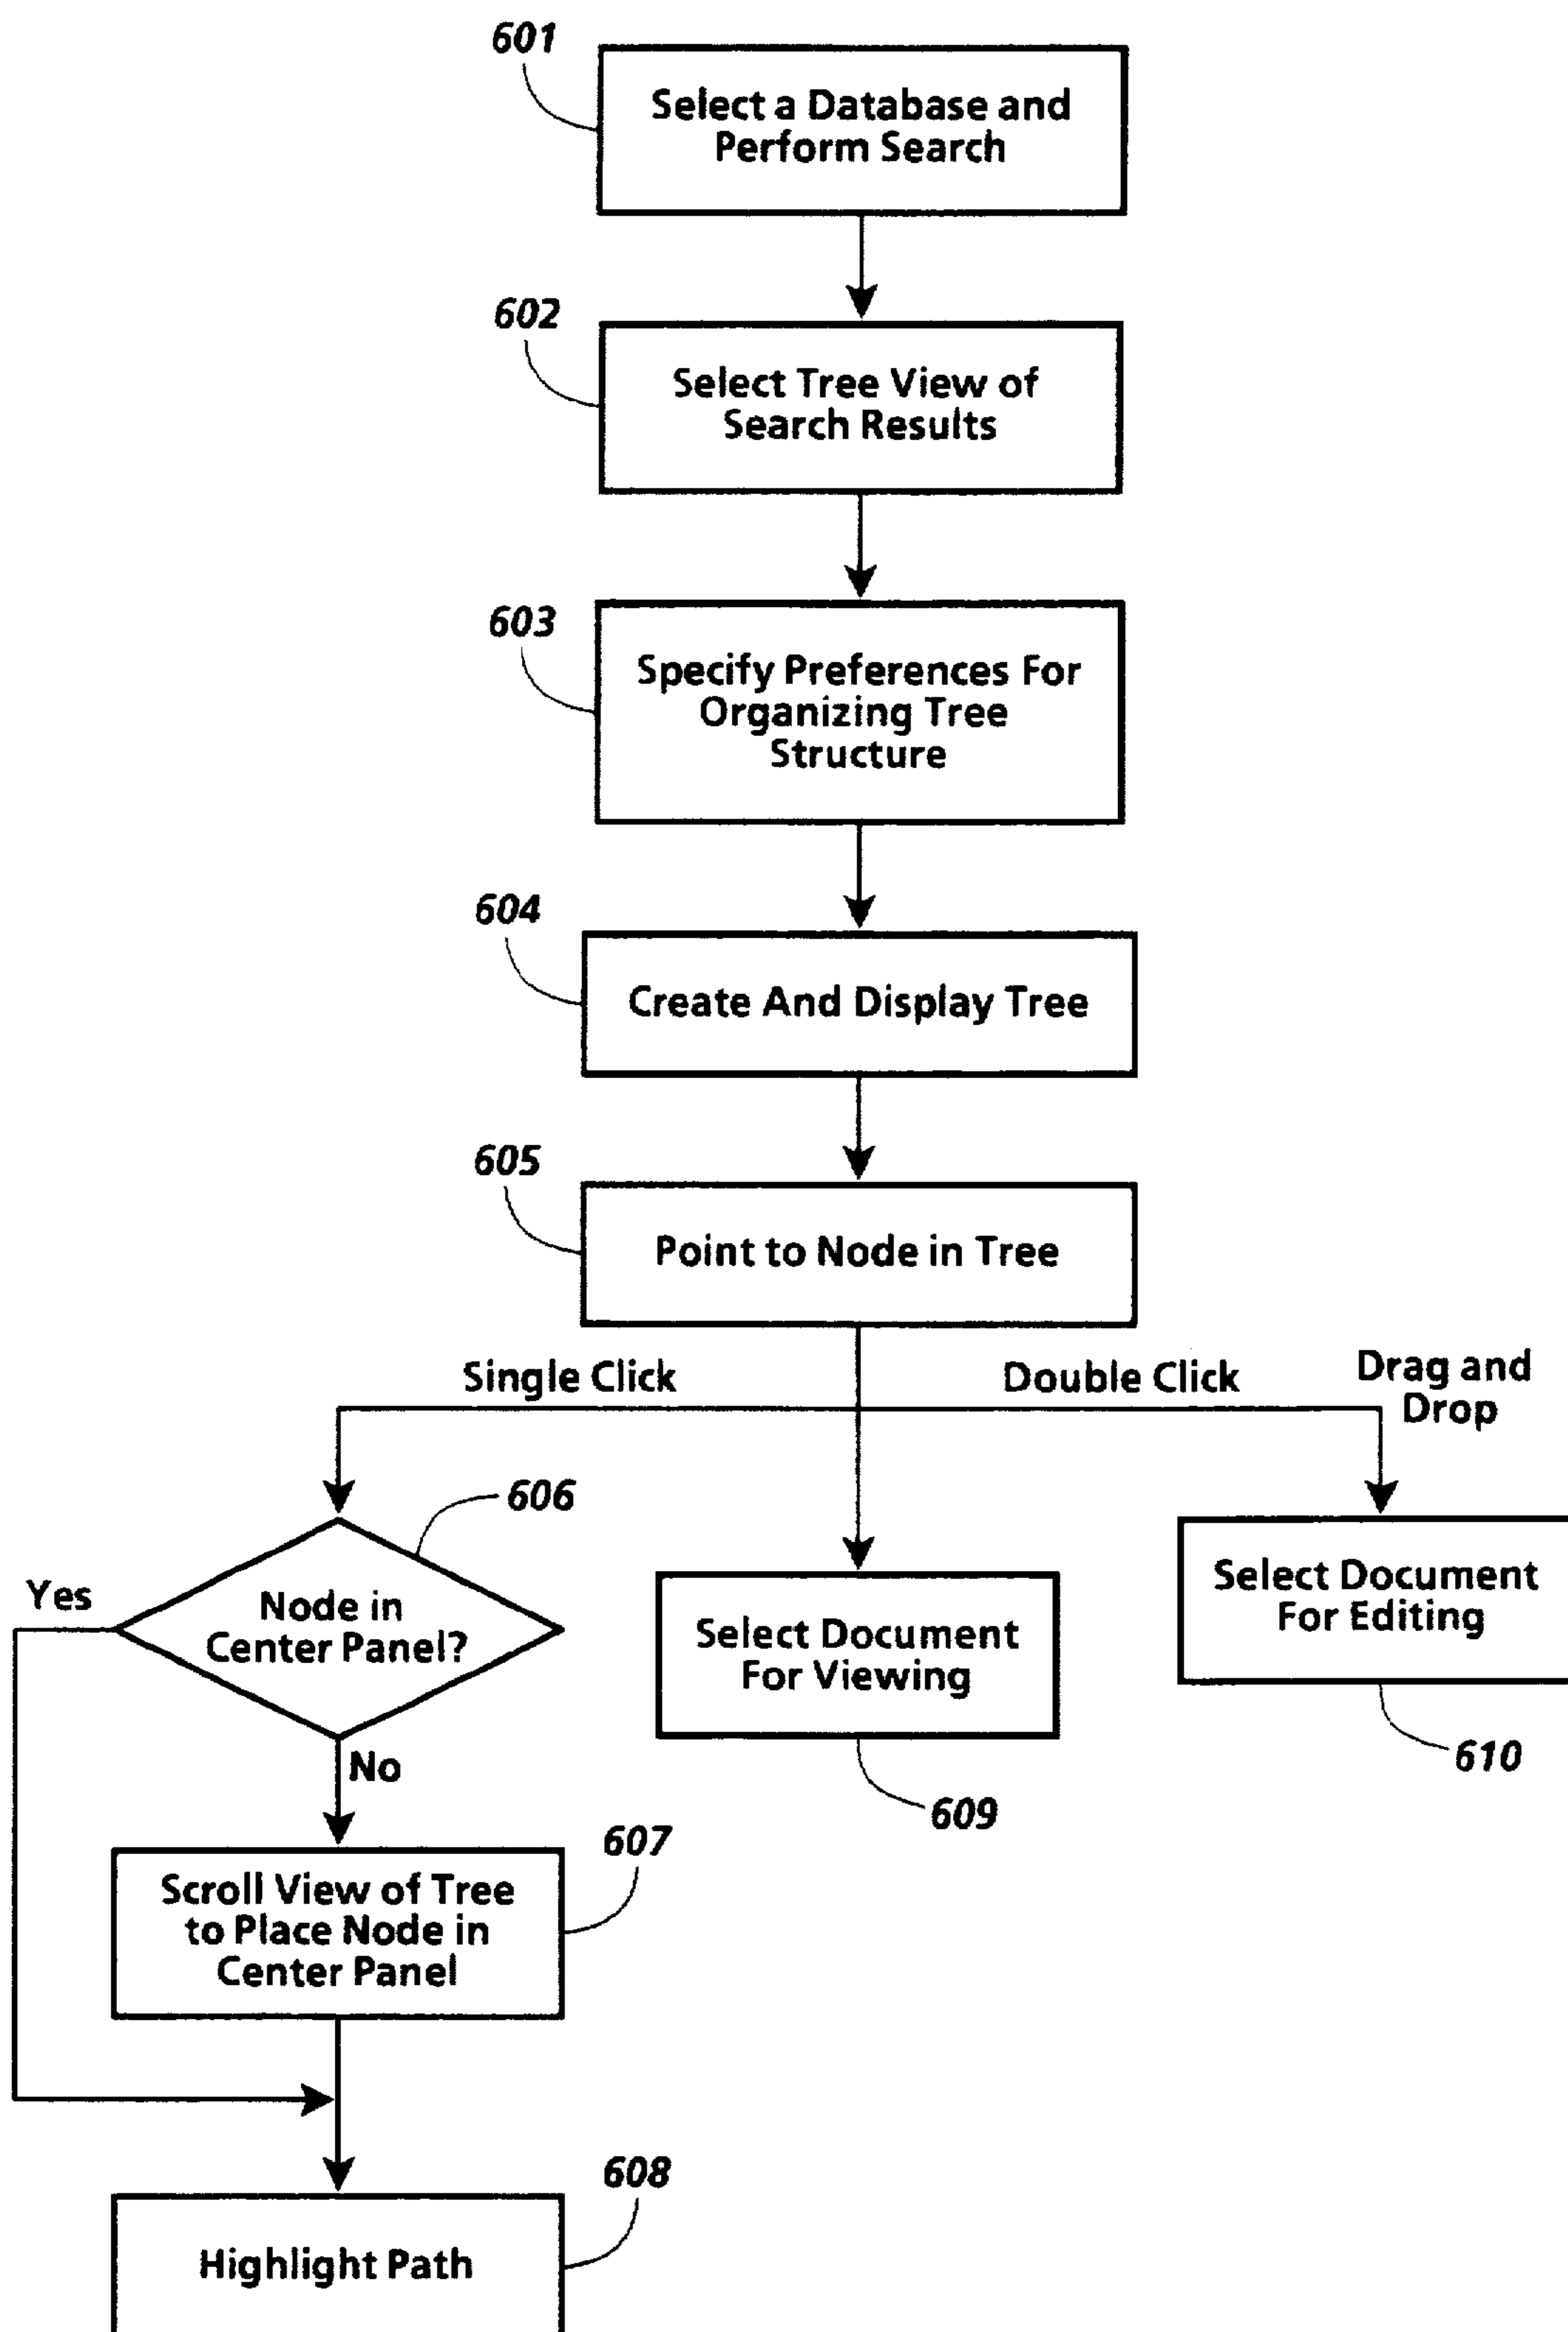 601
Select a Database and
Perform Search
602
Select Tree View of
Search Results
603
Specify Preferences For
Organizing Tree
Structure
604
Create And Display Tree
605
Point to Node in Tree
Single Click
Double Click
Drag and
Drop
606
Yes
Node in
Center Panel?
Select Document
For Viewing
Select Document
For Editing
No
610
609
607
Scroll View of Tree
to Place Node in
Center Panel
608
Highlight Path